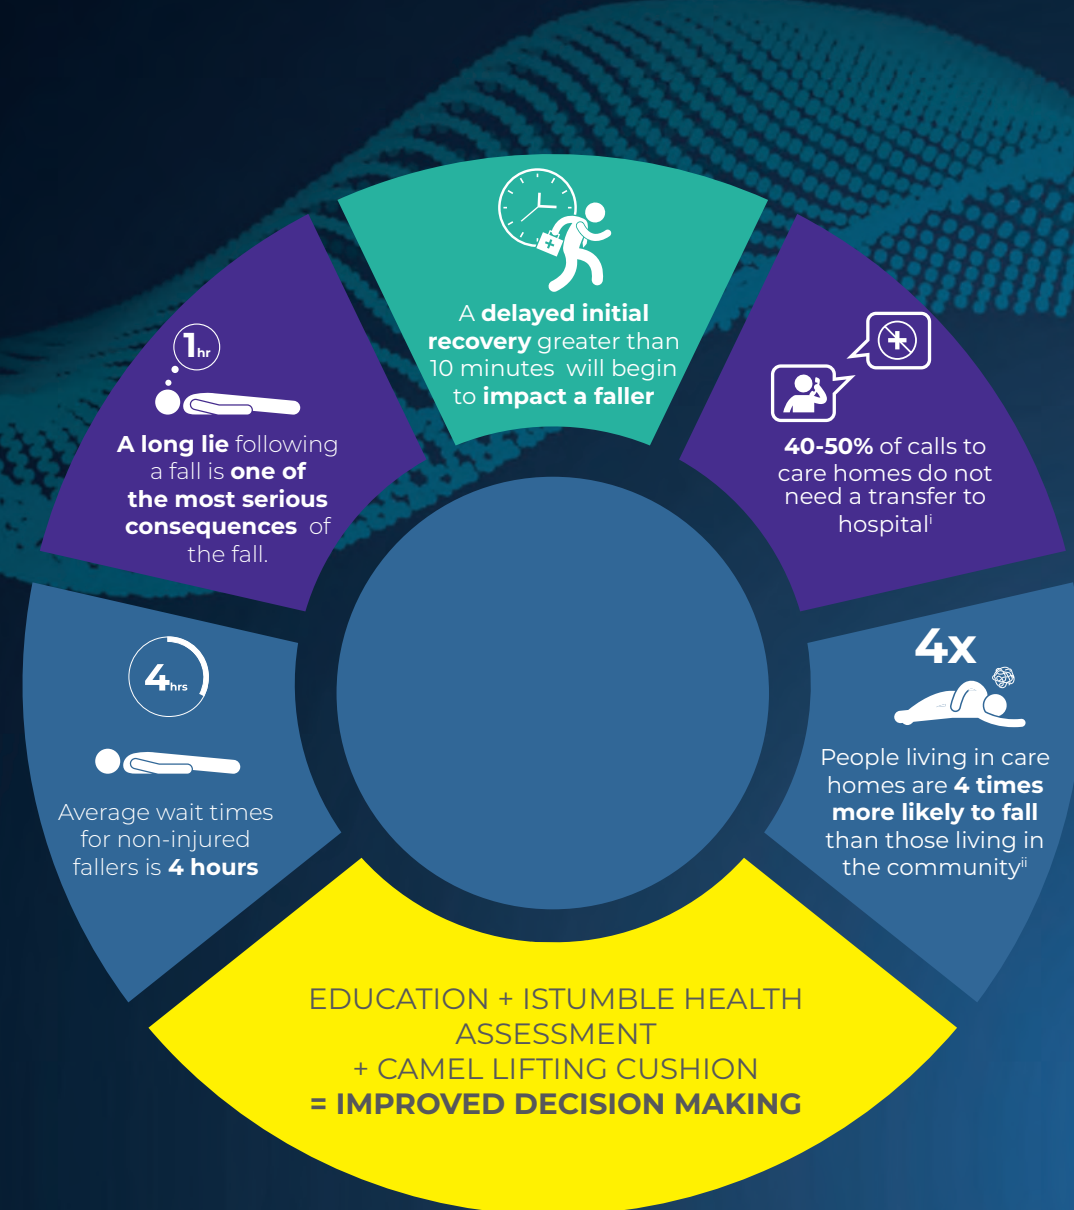 A delayed initial
recovery greater than
10 minutes will begin
to impact a faller
1hr
A long lie following
a fall is one of
the most serious
consequences of
the fall.
40-50% of calls to
care homes do not
need a transfer to
hospitali
4hrs
Average wait times
for non-injured
fallers is 4 hours
4x
People living in care
homes are 4 times
more likely to fall
than those living in
the communityii
EDUCATION + ISTUMBLE HEALTH
ASSESSMENT
+ CAMEL LIFTING CUSHION
= IMPROVED DECISION MAKING